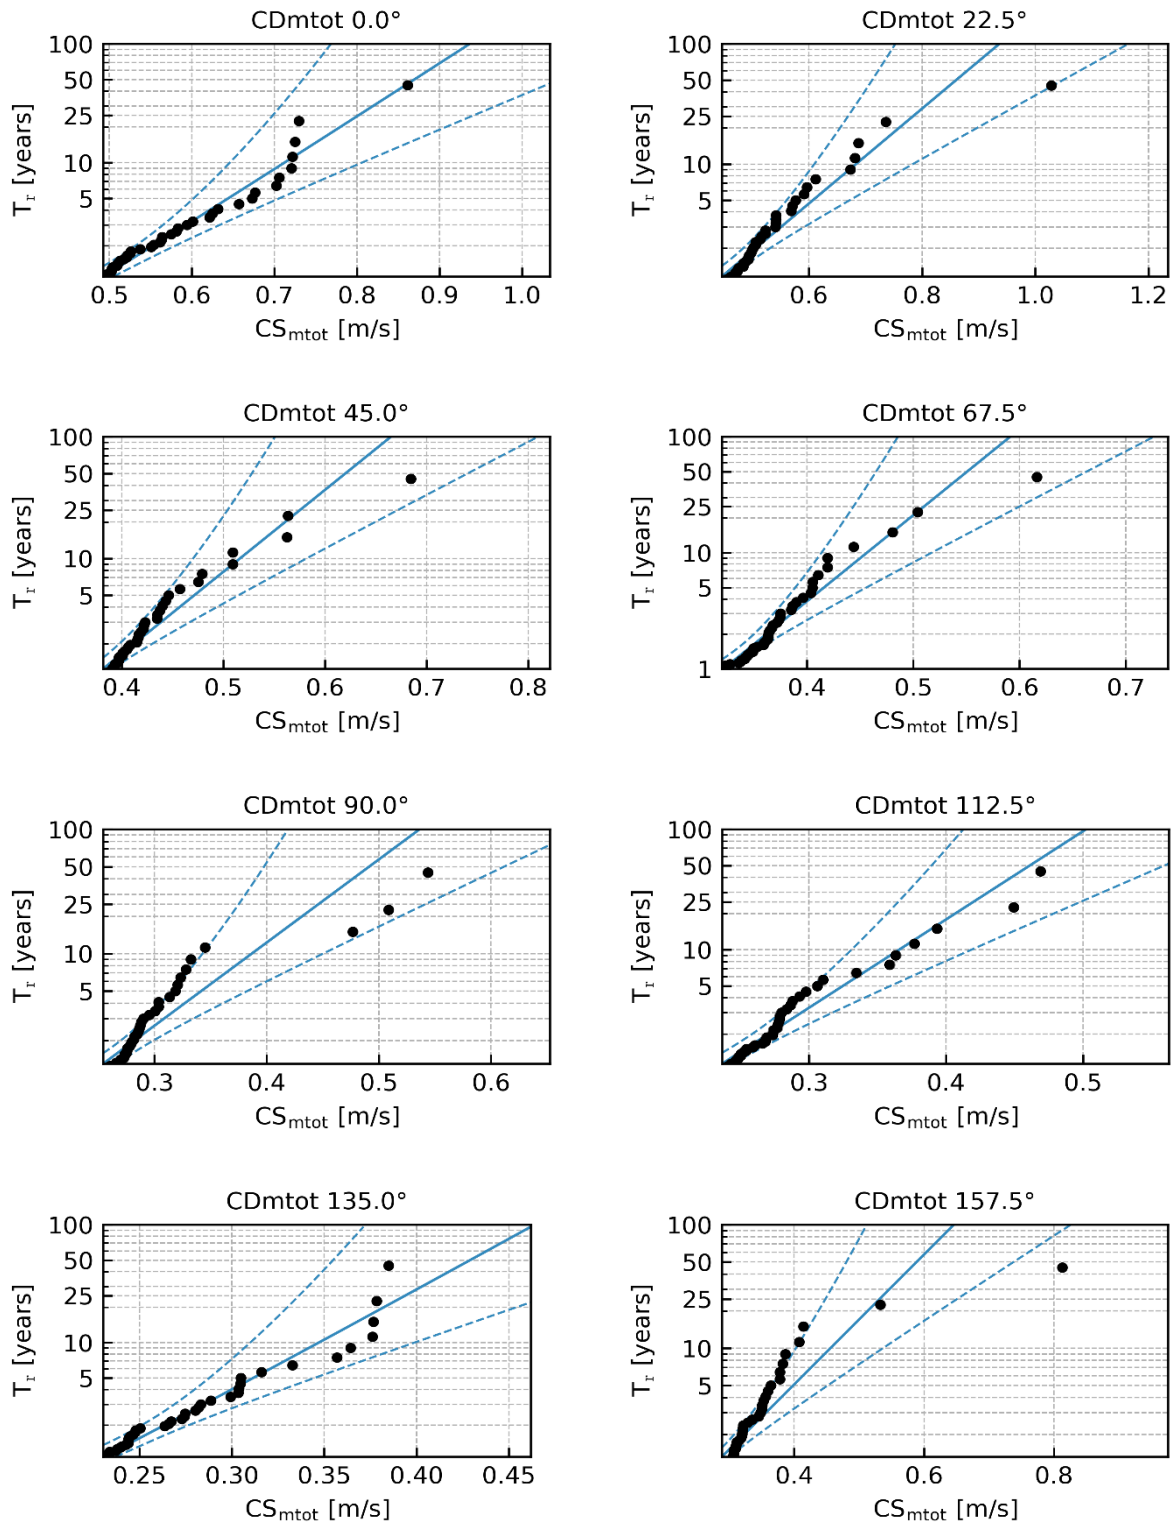 CDmtot 0.0°
100
50
25
10
5
T_r [years]
0.5 0.6 0.7 0.8 0.9 1.0
CS_mtot [m/s]
CDmtot 22.5°
100
50
25
10
5
T_r [years]
0.6 0.8 1.0 1.2
CS_mtot [m/s]
CDmtot 45.0°
100
50
25
10
5
T_r [years]
0.4 0.5 0.6 0.7 0.8
CS_mtot [m/s]
CDmtot 67.5°
100
50
25
10
5
1
T_r [years]
0.4 0.5 0.6 0.7
CS_mtot [m/s]
CDmtot 90.0°
100
50
25
10
5
T_r [years]
0.3 0.4 0.5 0.6
CS_mtot [m/s]
CDmtot 112.5°
100
50
25
10
5
T_r [years]
0.3 0.4 0.5
CS_mtot [m/s]
CDmtot 135.0°
100
50
25
10
5
T_r [years]
0.25 0.30 0.35 0.40 0.45
CS_mtot [m/s]
CDmtot 157.5°
100
50
25
10
5
T_r [years]
0.4 0.6 0.8
CS_mtot [m/s]